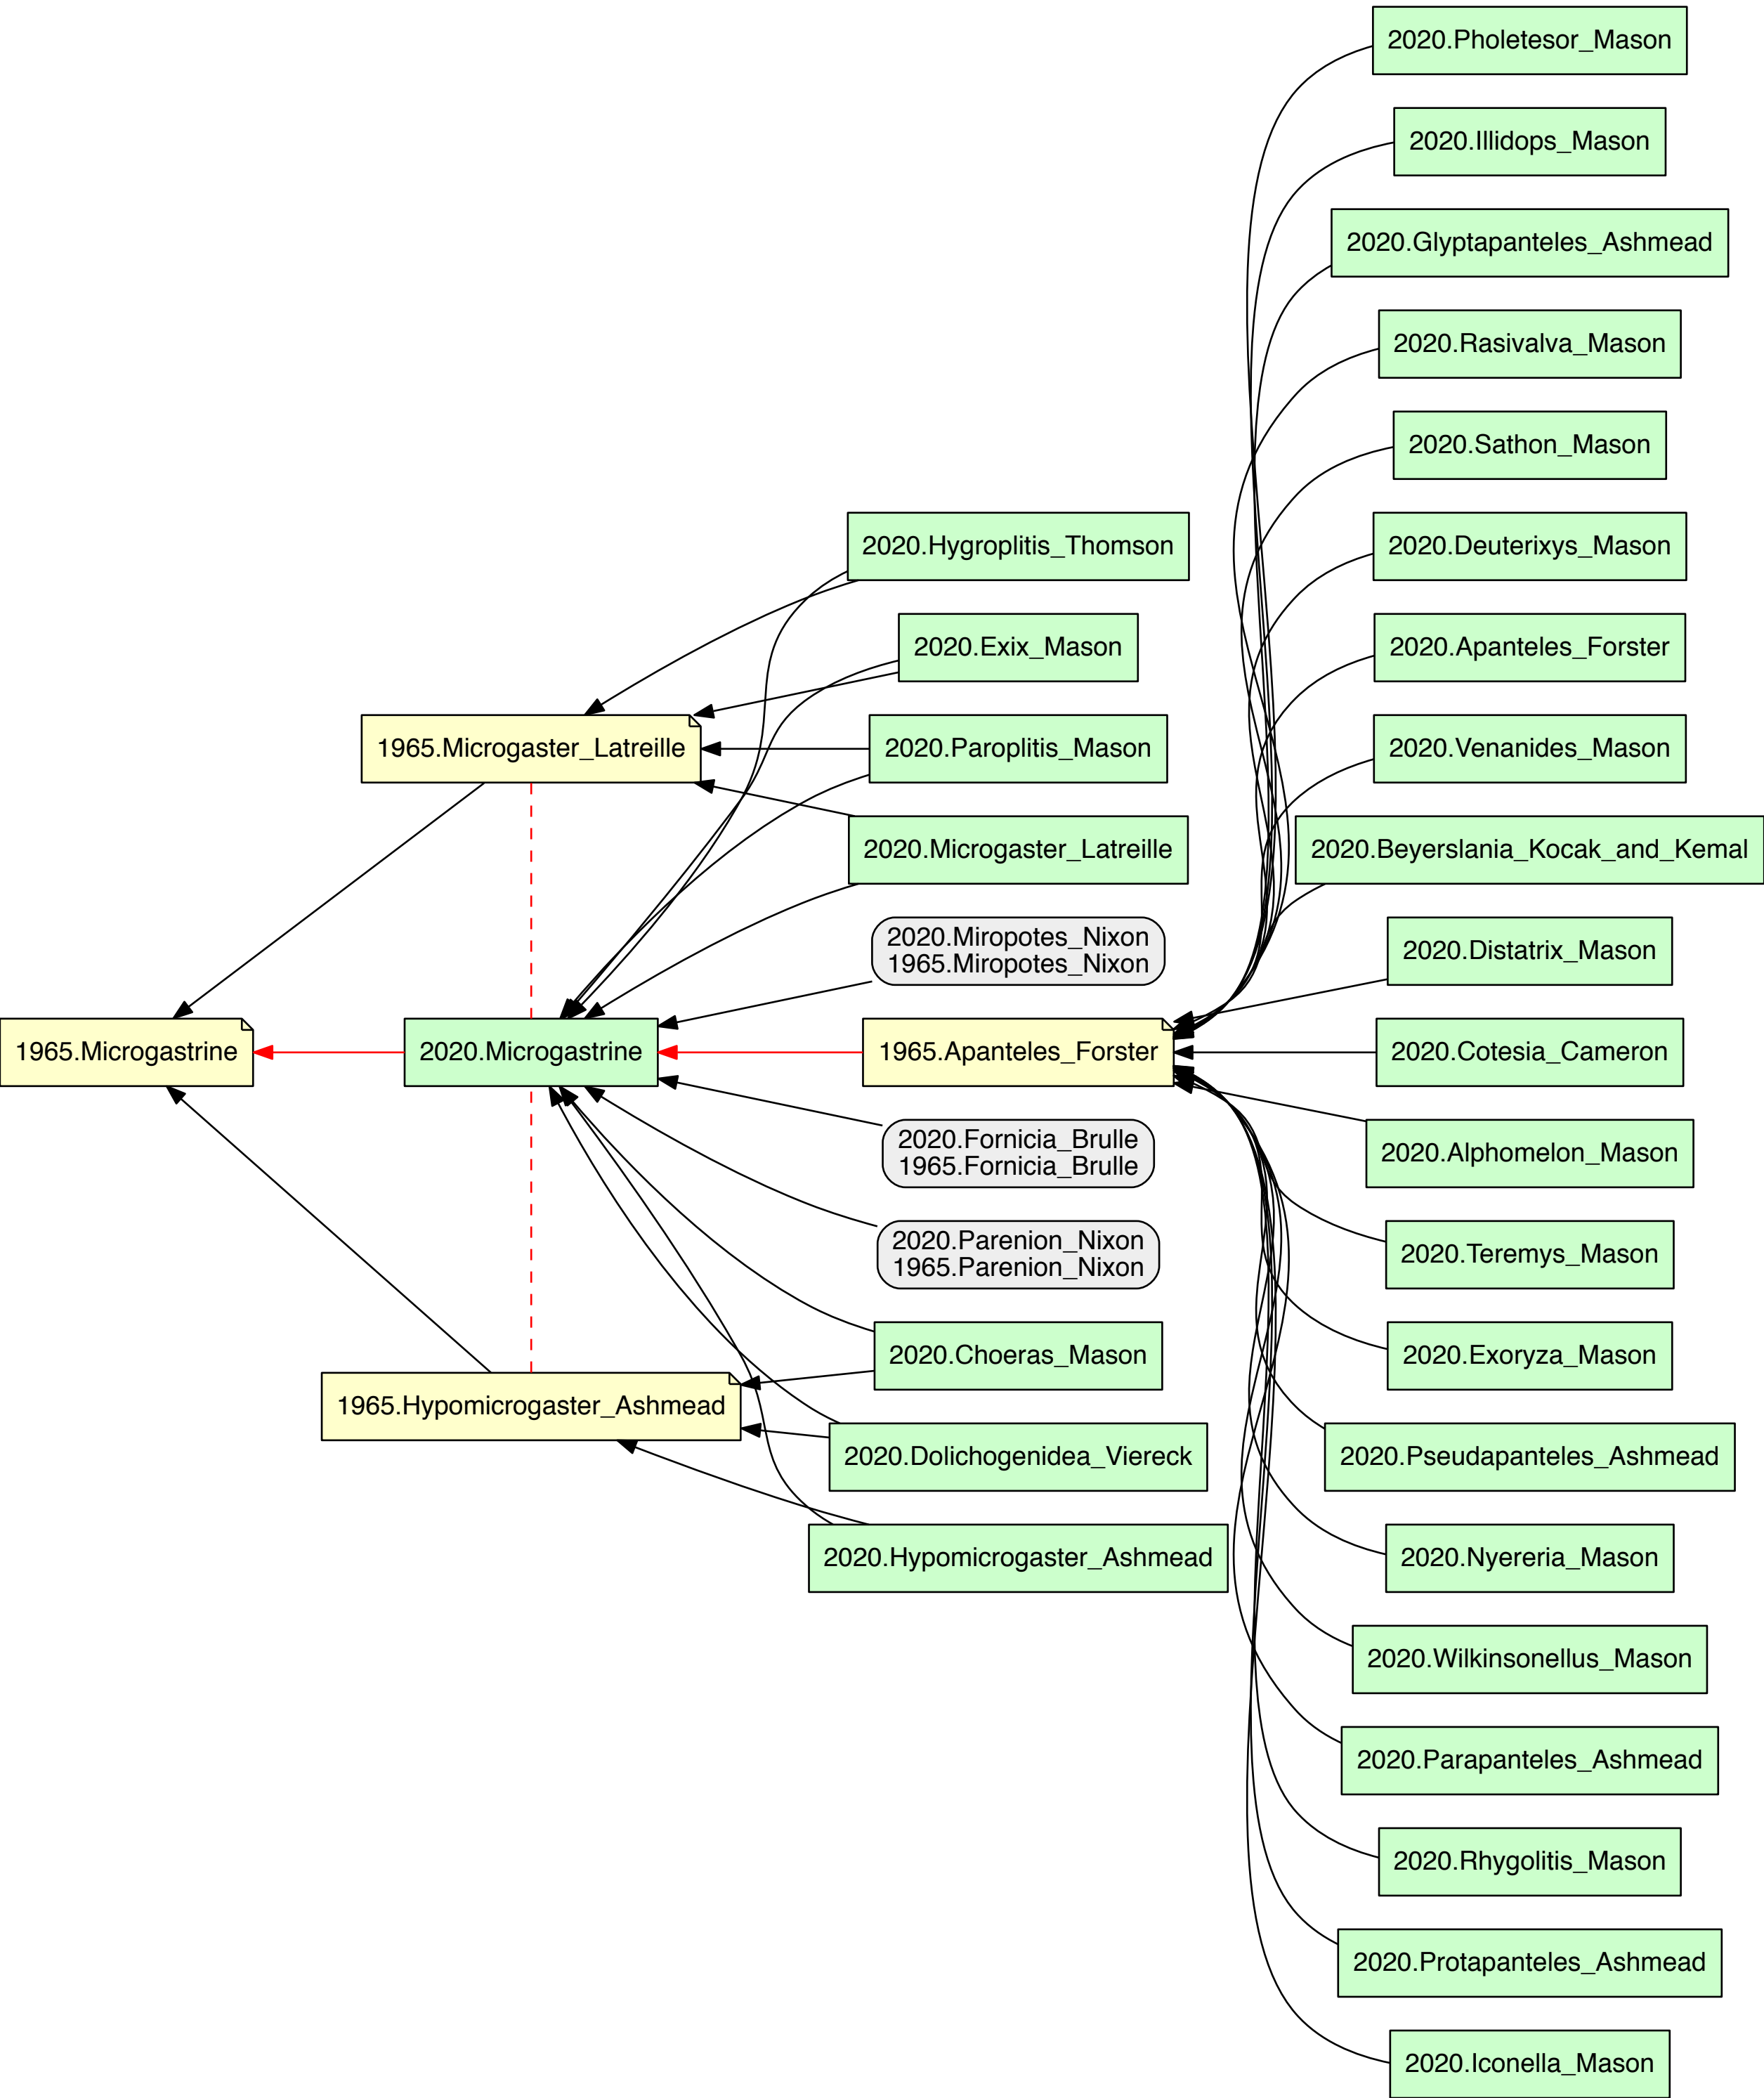 2020.Pholetesor_Mason
2020.Illidops_Mason
2020.Glyptapanteles_Ashmead
2020.Rasivalva_Mason
2020.Sathon_Mason
2020.Hygroplitis_Thomson
2020.Deuterixys_Mason
2020.Exix_Mason
2020.Apanteles_Forster
1965.Microgaster_Latreille
2020.Paroplitis_Mason
2020.Venanides_Mason
2020.Microgaster_Latreille
2020.Beyerslania_Kocak_and_Kemal
2020.Miropotes_Nixon
1965.Miropotes_Nixon
2020.Distatrix_Mason
1965.Microgastrine
2020.Microgastrine
1965.Apanteles_Forster
2020.Cotesia_Cameron
2020.Fornicia_Brulle
1965.Fornicia_Brulle
2020.Alphomelon_Mason
2020.Parenion_Nixon
1965.Parenion_Nixon
2020.Teremys_Mason
2020.Choeras_Mason
2020.Exoryza_Mason
1965.Hypomicrogaster_Ashmead
2020.Dolichogenidea_Viereck
2020.Pseudapanteles_Ashmead
2020.Hypomicrogaster_Ashmead
2020.Nyereria_Mason
2020.Wilkinsonellus_Mason
2020.Parapanteles_Ashmead
2020.Rhygolitis_Mason
2020.Protapanteles_Ashmead
2020.Iconella_Mason